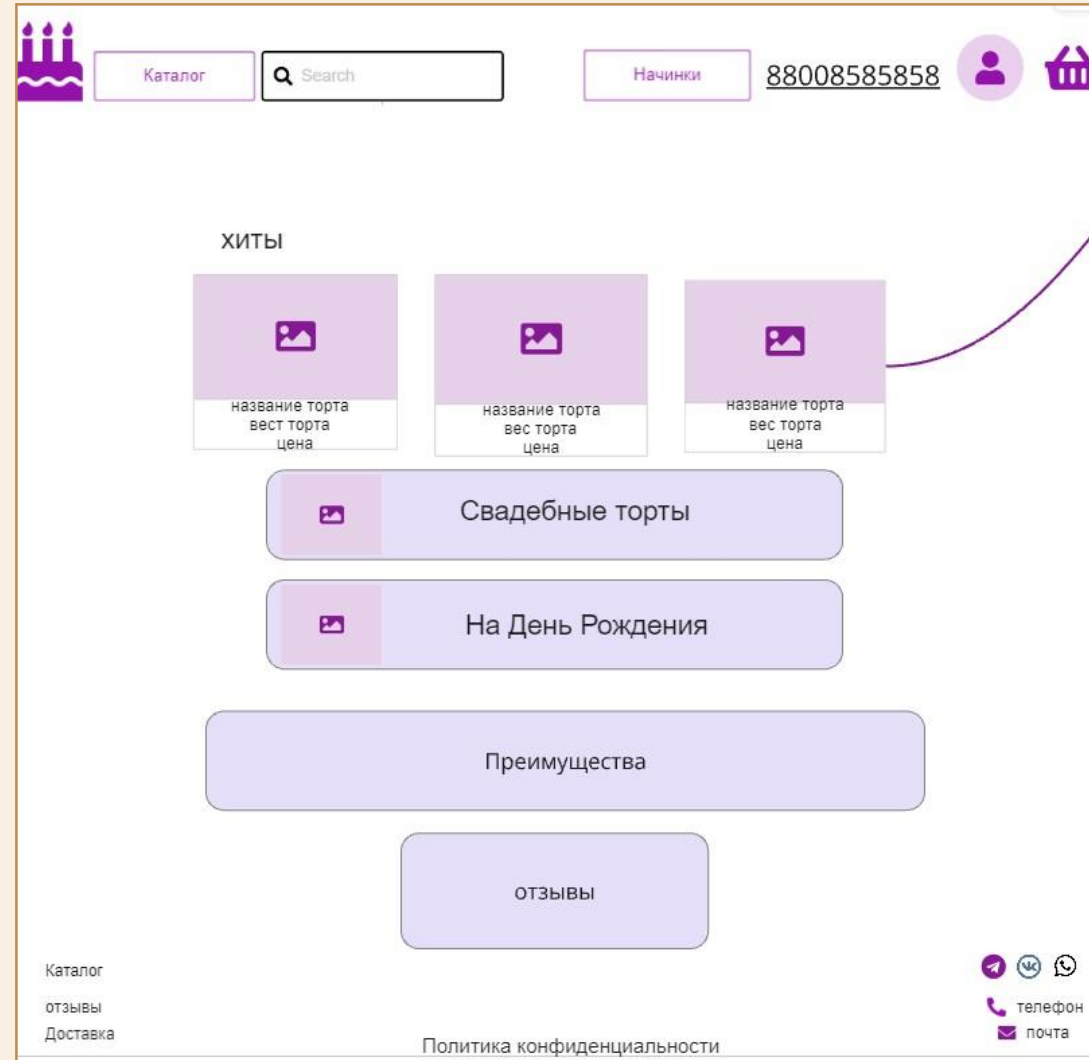 Каталог
Search
Начинки
88008585858
хиты
название торта
вест торта
цена
название торта
вес торта
цена
название торта
вес торта
цена
Свадебные торты
На День Рождения
Преимущества
отзывы
Каталог
отзывы
Доставка
Политика конфиденциальности
телефон
почта